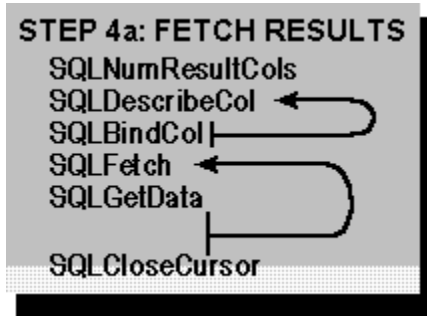 STEP 4a: FETCH RESULTS
SQLNumResultCols
SQLDescribeCol
SQLBindCol
SQLFetch
SQLGetData
SQLCloseCursor